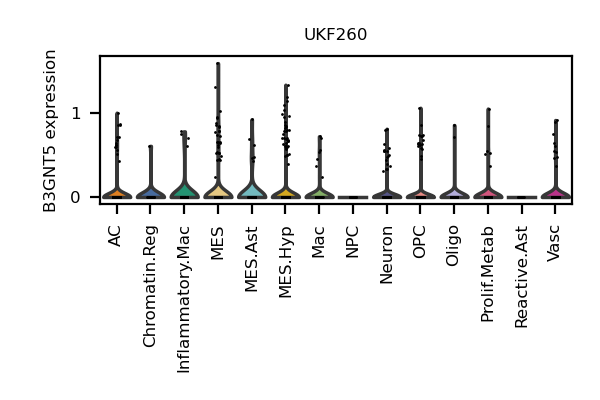 UKF260
B3GNT5 expression
1
0
AC
Chromatin.Reg
Inflammatory.Mac
MES
MES.Ast
MES.Hyp
Mac
NPC
Neuron
OPC
Oligo
Prolif.Metab
Reactive.Ast
Vasc